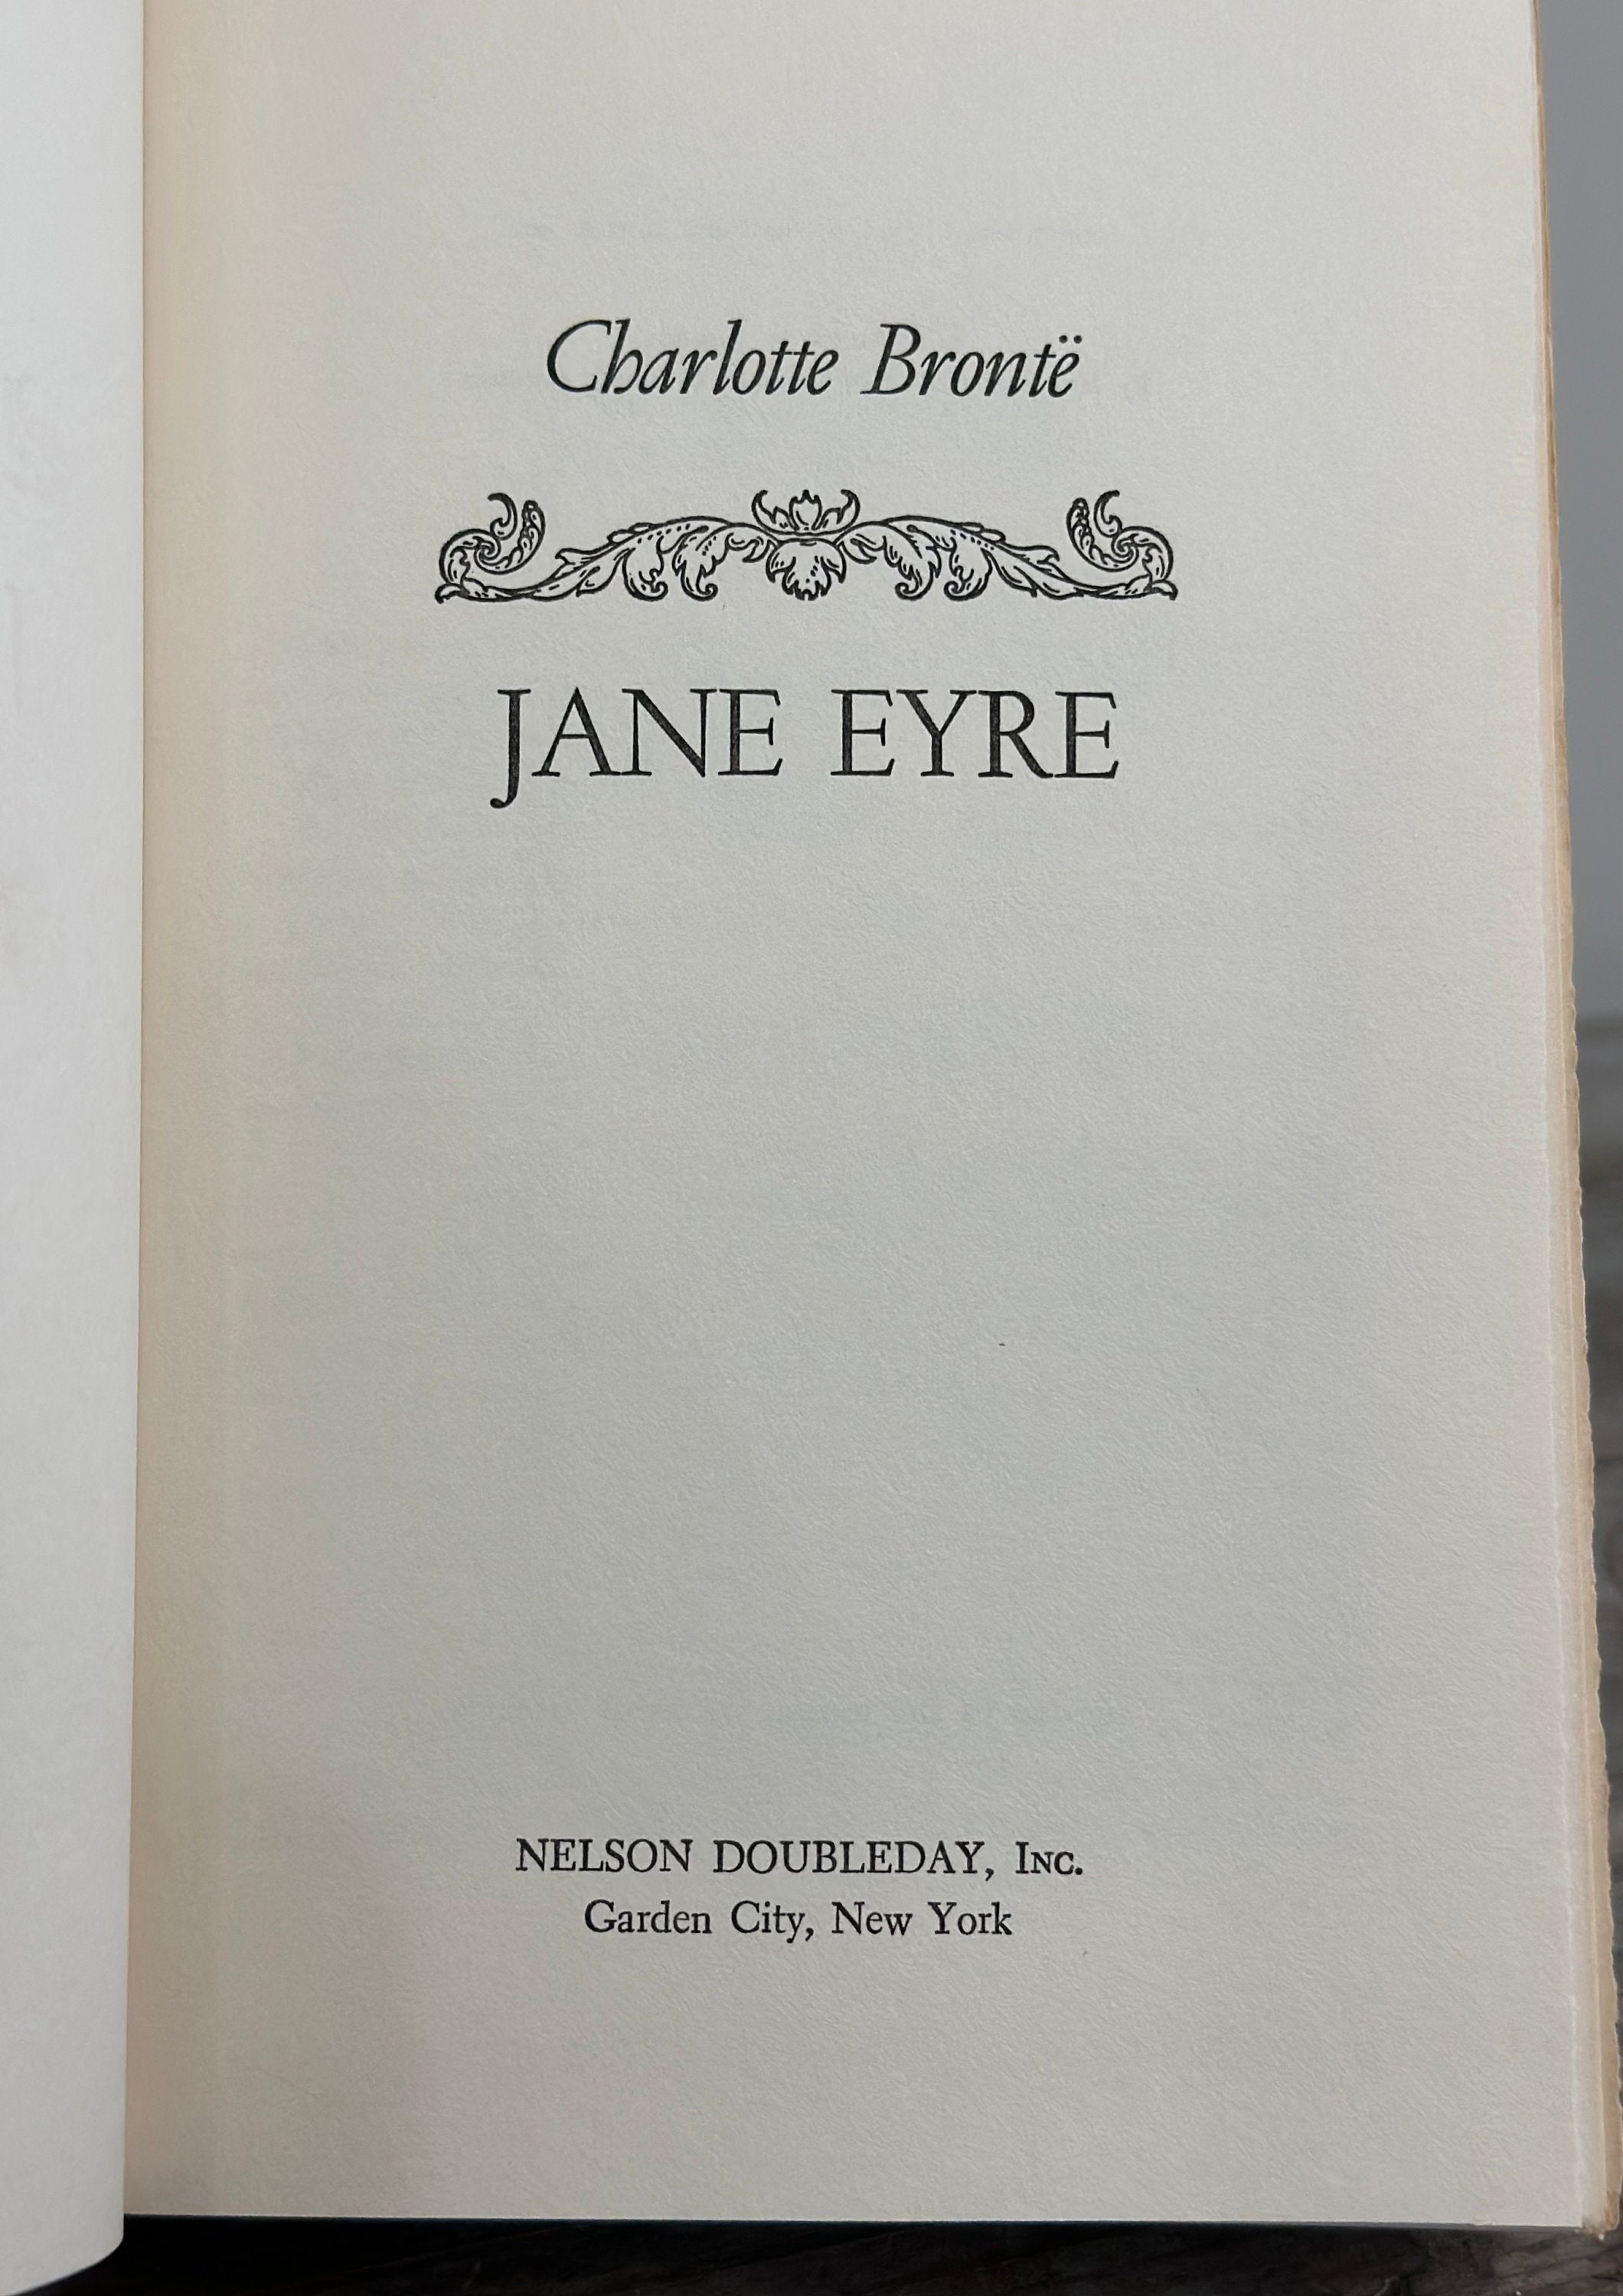 Charlotte Brontë
JANE EYRE
NELSON DOUBLEDAY, Inc.
Garden City, New York